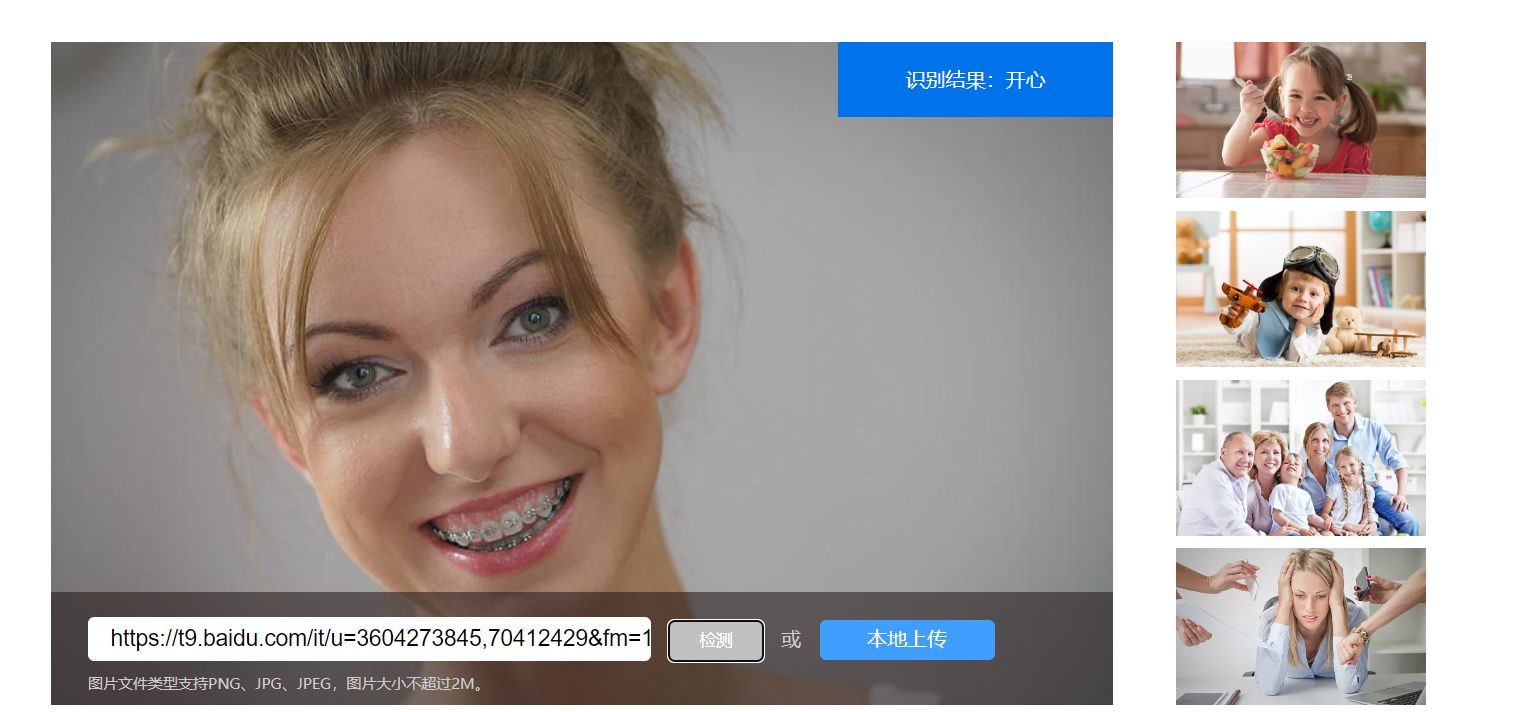 识别结果：开心
https://t9.baidu.com/it/u=3604273845,70412429&fm=1
检测
或
本地上传
图片文件类型支持PNG、JPG、JPEG，图片大小不超过2M。